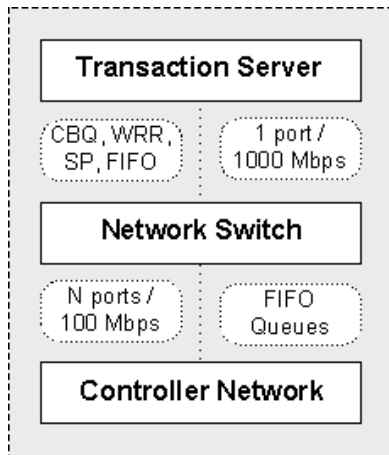 Transaction Server
CBQ, WRR,
SP, FIFO
1 port /
1000 Mbps
Network Switch
N ports /
100 Mbps
FIFO
Queues
Controller Network